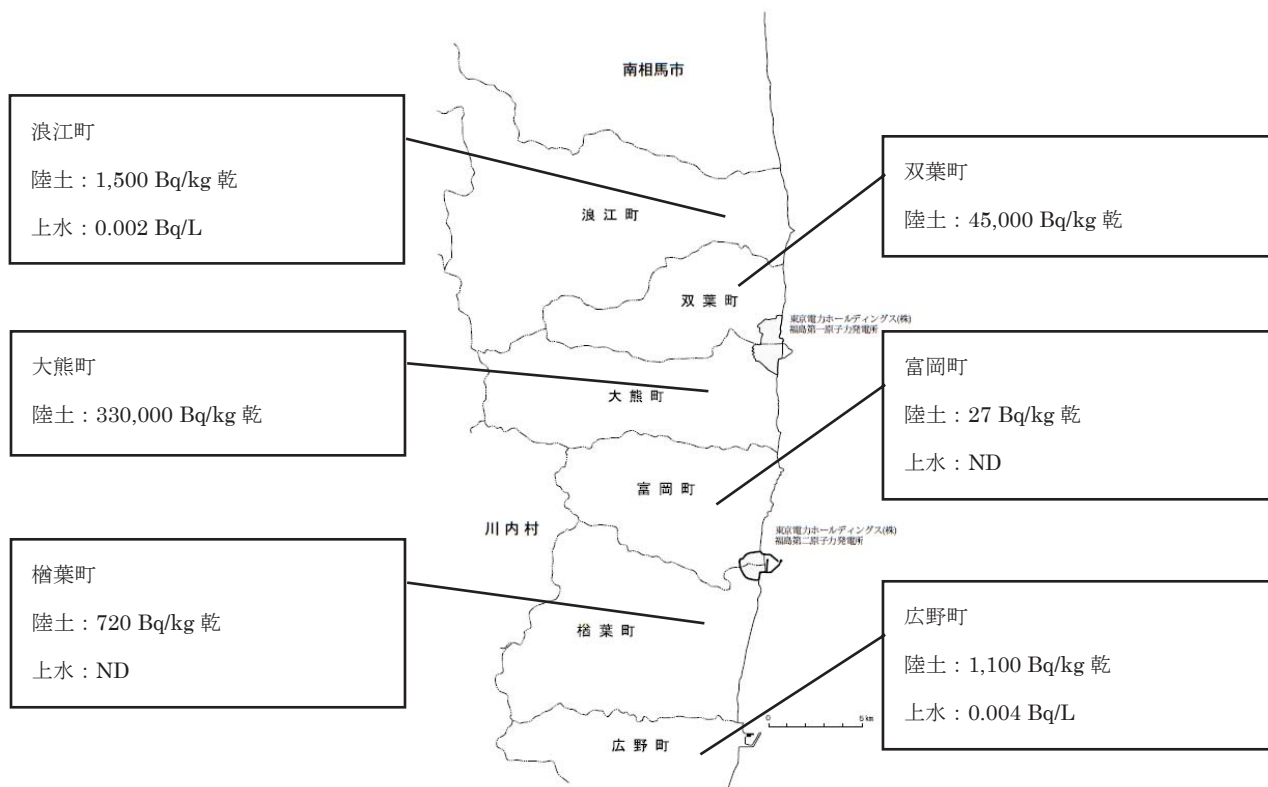 南相馬市
浪江町
陸土：1,500 Bq/kg 乾
上水：0.002 Bq/L
双葉町
陸土：45,000 Bq/kg 乾
浪江町
双葉町
東京電力ホールディングス(株)
福島第一原子力発電所
大熊町
陸土：330,000 Bq/kg 乾
富岡町
陸土：27 Bq/kg 乾
上水：ND
大熊町
富岡町
川内村
東京電力ホールディングス(株)
福島第二原子力発電所
楢葉町
陸土：720 Bq/kg 乾
上水：ND
広野町
陸土：1,100 Bq/kg 乾
上水：0.004 Bq/L
楢葉町
0 5km
広野町